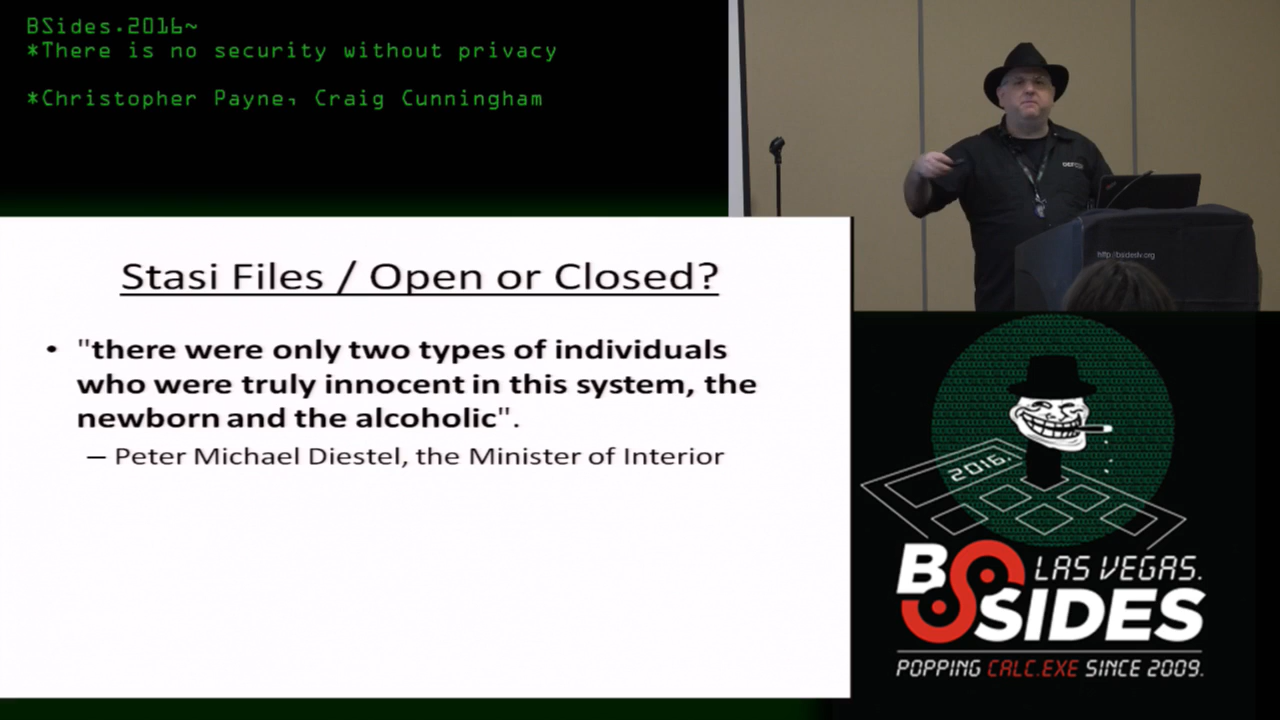 BSides.2016~
*There is no security without privacy
*Christopher Payne, Craig Cunningham
http://bsideslv.org
Stasi Files / Open or Closed?
• "there were only two types of individuals
who were truly innocent in this system, the
newborn and the alcoholic".
– Peter Michael Diestel, the Minister of Interior
2016.
BSIDES
LAS VEGAS.
POPPING CALC.EXE SINCE 2009.